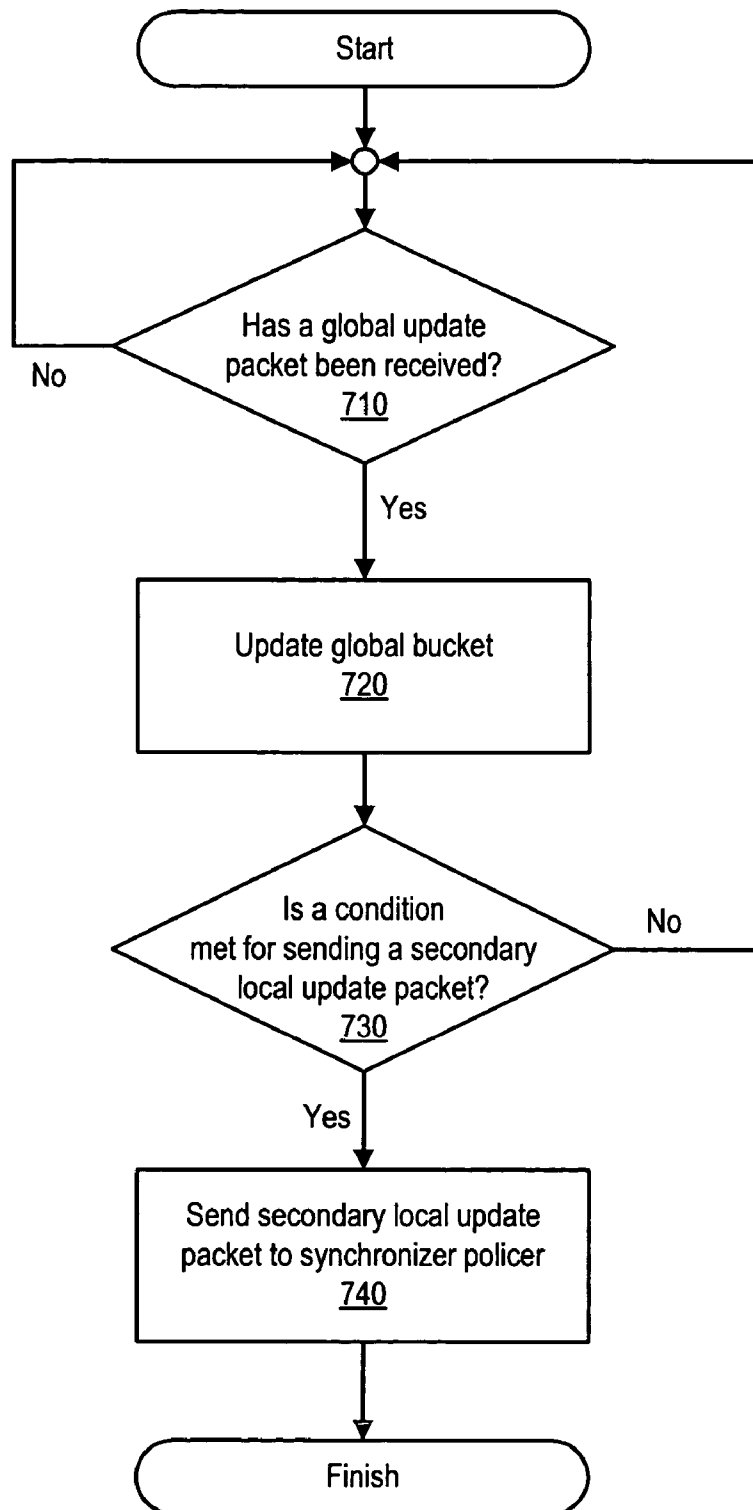 Start
Has a global update
packet been received?
710
No
Yes
Update global bucket
720
Is a condition
met for sending a secondary
local update packet?
730
No
Yes
Send secondary local update
packet to synchronizer policer
740
Finish